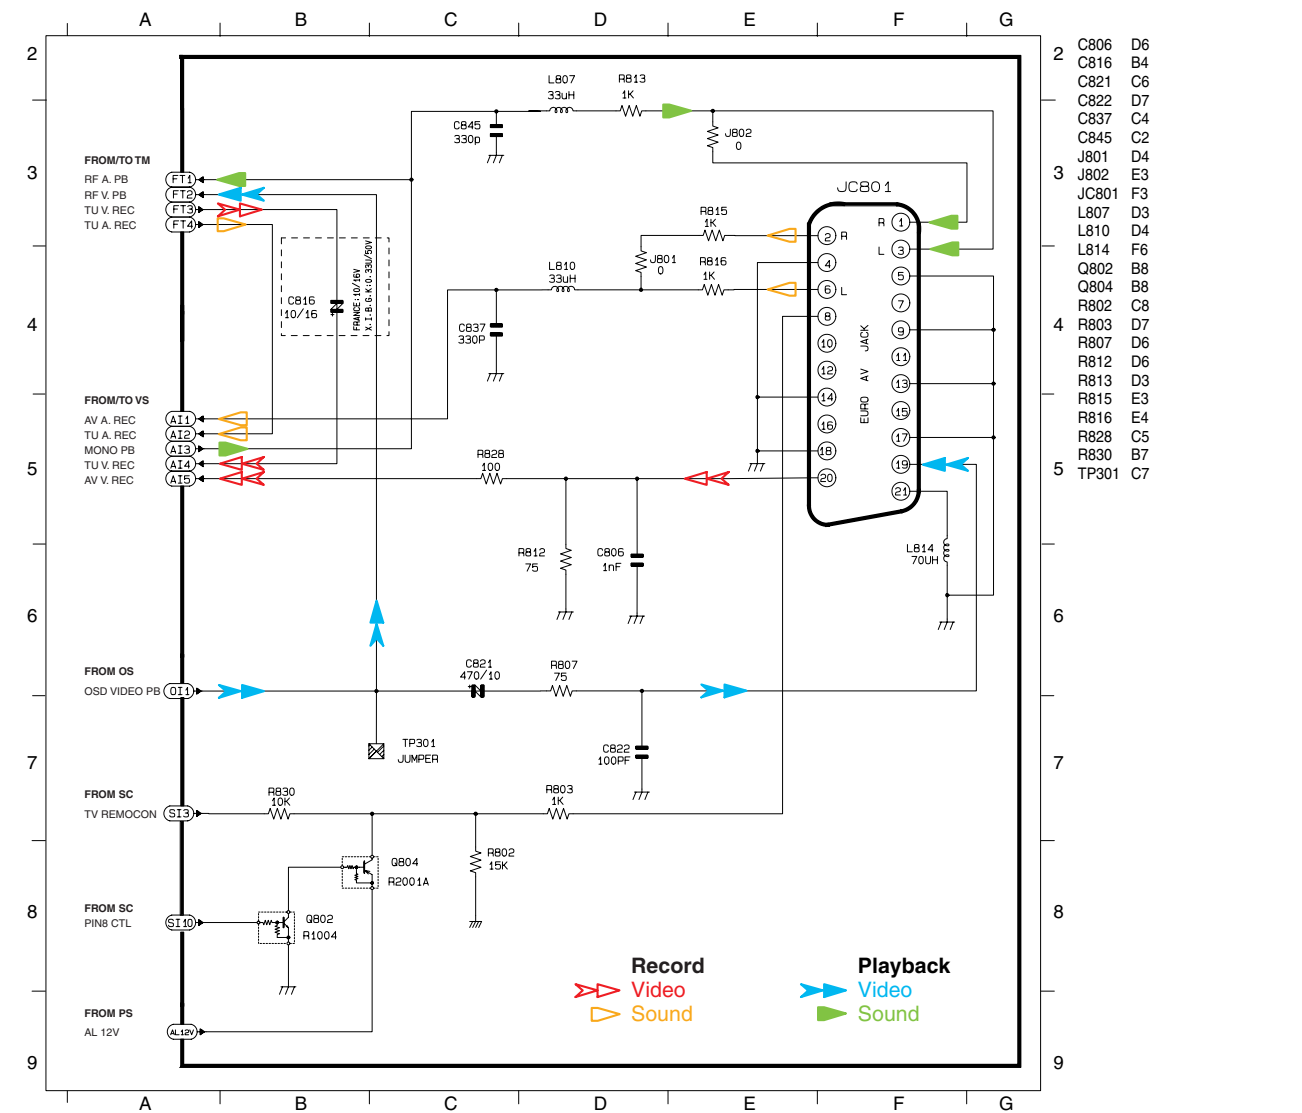 A B C D E F G
2 2
C806 D6
C816 B4
C821 C6
C822 D7
C837 C4
C845 C2
J801 D4
J802 E3
JC801 F3
L807 D3
L810 D4
L814 F6
Q802 B8
Q804 B8
R802 C8
R803 D7
R807 D6
R812 D6
R813 D3
R815 E3
R816 E4
R828 C5
R830 B7
TP301 C7
L807
33uH
R813
1K
C845
330p
J802
0
FROM/TO TM
RF A. PB FT1
RF V. PB FT2
TU V. REC FT3
TU A. REC FT4
3 3
JC801
R 1
2 R
L 3
4
5
6 L
7
8
9
10
11
12
13
14
15
16
17
18
19
20
21
EURO AV JACK
R815
1K
J801
0
R816
1K
L810
33uH
C816
10/16
FRANCE:10/16V
X.I.B.G.K:0.33U/50V
C837
330P
4 4
FROM/TO VS
AV A. REC AI1
TU A. REC AI2
MONO PB AI3
TU V. REC AI4
AV V. REC AI5
5 5
R828
100
R812
75
C806
1nF
L814
70UH
6 6
FROM OS
OSD VIDEO PB OI1
C821
470/10
R807
75
TP301
JUMPER
C822
100PF
7 7
FROM SC
TV REMOCON SI3
R830
10K
R803
1K
R802
15K
Q804
R2001A
8 8
FROM SC
PIN8 CTL SI10
Q802
R1004
Record
Video
Sound
Playback
Video
Sound
FROM PS
AL 12V AL12V
9 9
A B C D E F G